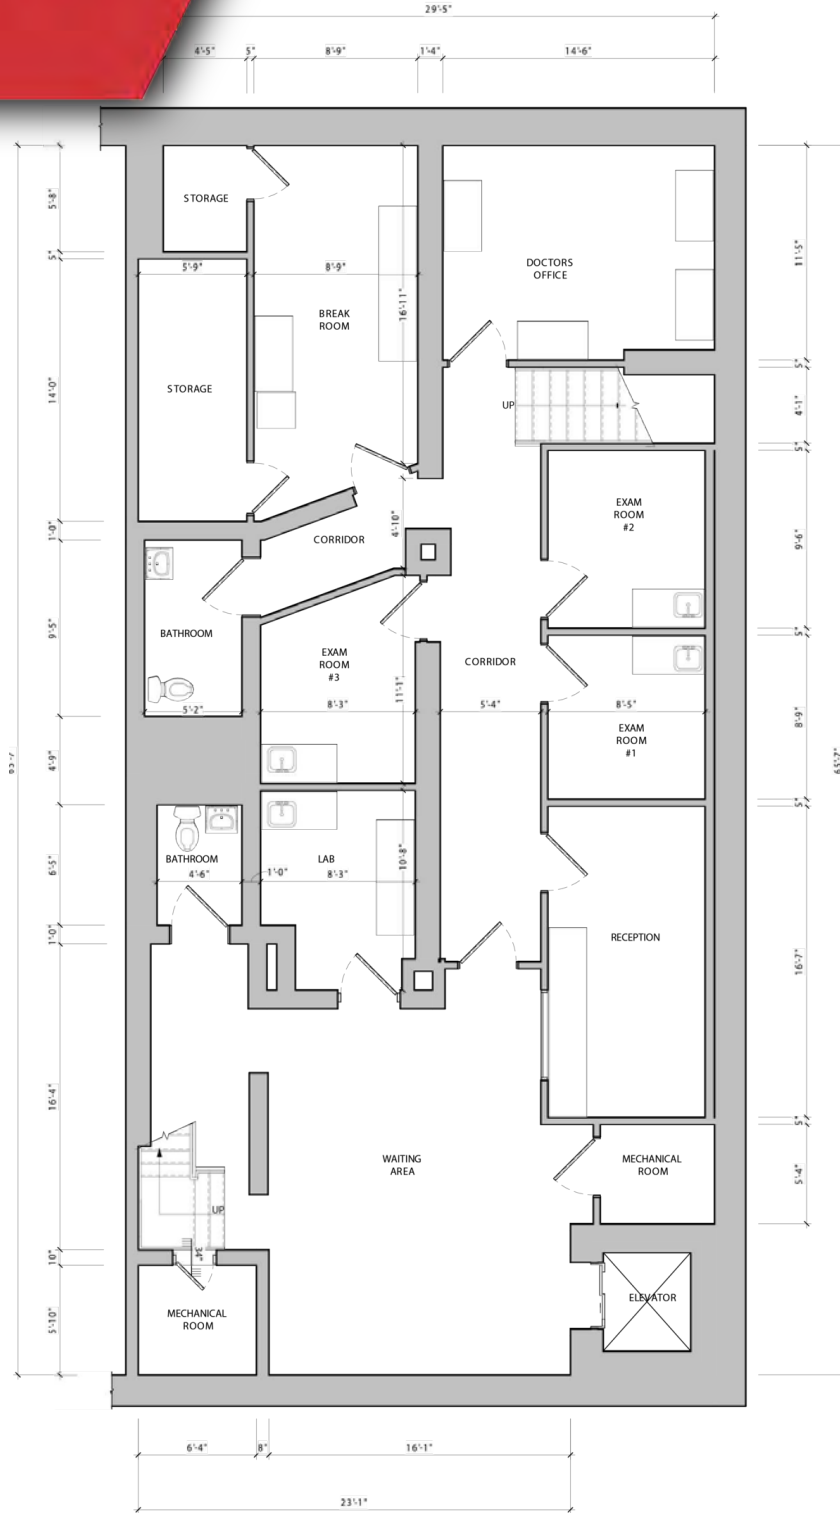 29'-5"
4'-5" 5" 8'-9" 1'-4" 14'-6"
5'-8"
STORAGE
5"
5'-9"
8'-9"
16'-11"
BREAK
ROOM
DOCTORS
OFFICE
11'-5"
5"
14'-0"
STORAGE
UP
4'-1"
5"
EXAM
ROOM
#2
9'-6"
1'-0"
CORRIDOR
4'-10"
BATHROOM
9'-5"
5'-2"
EXAM
ROOM
#3
8'-3"
11'-1"
CORRIDOR
5'-4"
5"
8'-5"
8'-9"
EXAM
ROOM
#1
4'-9"
5"
65'-7"
BATHROOM
6'-5"
4'-6"
1'-0"
LAB
8'-3"
10'-8"
1'-0"
RECEPTION
16'-7"
16'-4"
5"
WAITING
AREA
MECHANICAL
ROOM
5'-4"
UP
34"
10"
ELEVATOR
MECHANICAL
ROOM
5'-10"
6'-4" 8" 16'-1"
23'-1"